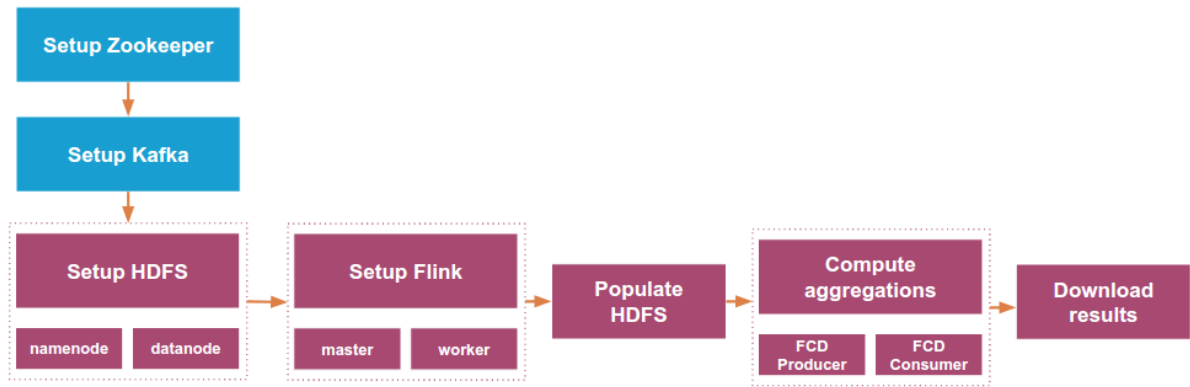 Setup Zookeeper
Setup Kafka
Setup HDFS
namenode
datanode
Setup Flink
master
worker
Populate
HDFS
Compute
aggregations
FCD
Producer
FCD
Consumer
Download
results